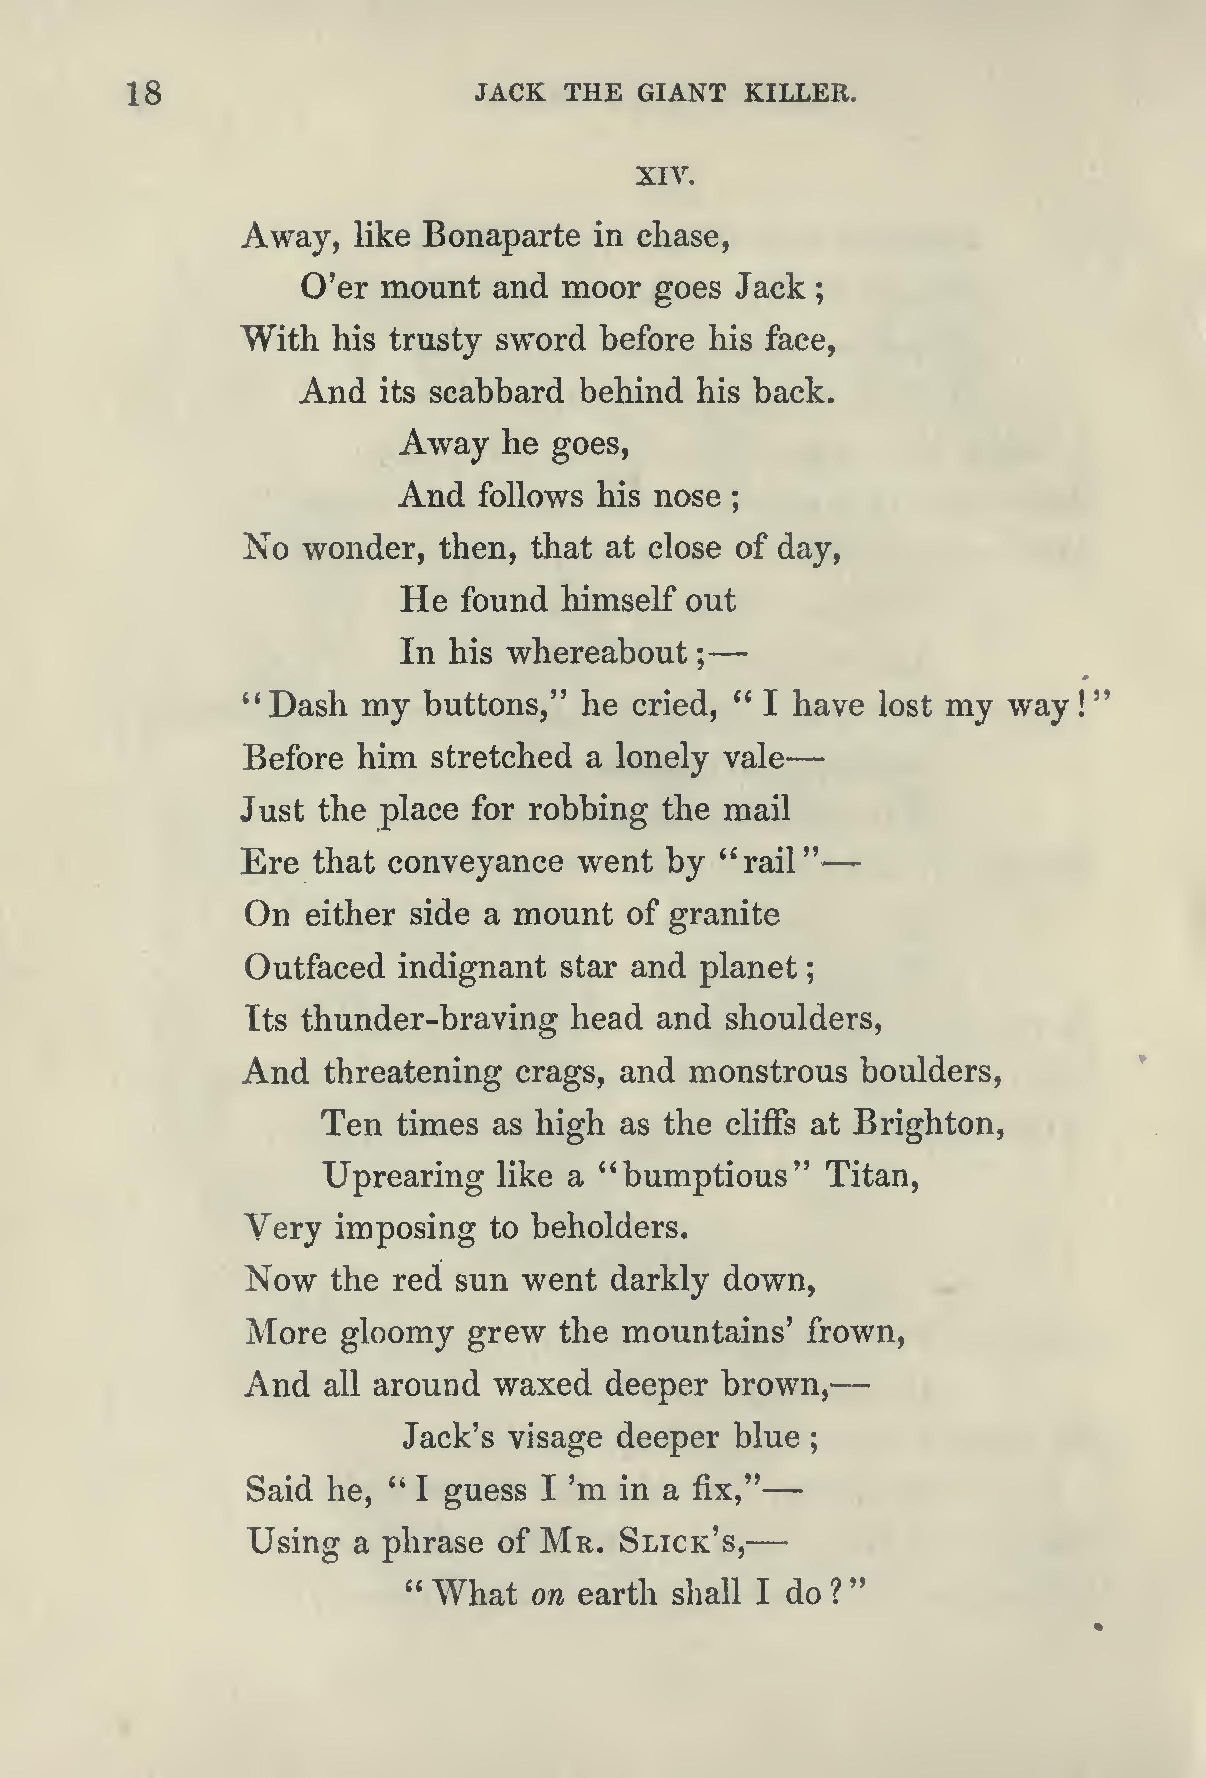 18 JACK THE GIANT KILLER.
XIV.
Away, like Bonaparte in chase,
O'er mount and moor goes Jack ;
With his trusty sword before his face,
And its scabbard behind his back.
Away he goes,
And follows his nose ;
No wonder, then, that at close of day,
He found himself out
In his whereabout ;—
"Dash my buttons," he cried, "I have lost my way!"
Before him stretched a lonely vale—
Just the place for robbing the mail
Ere that conveyance went by "rail"—
On either side a mount of granite
Outfaced indignant star and planet ;
Its thunder-braving head and shoulders,
And threatening crags, and monstrous boulders,
Ten times as high as the cliffs at Brighton,
Uprearing like a "bumptious" Titan,
Very imposing to beholders.
Now the red sun went darkly down,
More gloomy grew the mountains' frown,
And all around waxed deeper brown,—
Jack's visage deeper blue ;
Said he, "I guess I 'm in a fix,"—
Using a phrase of MR. SLICK's,—
"What on earth shall I do?"